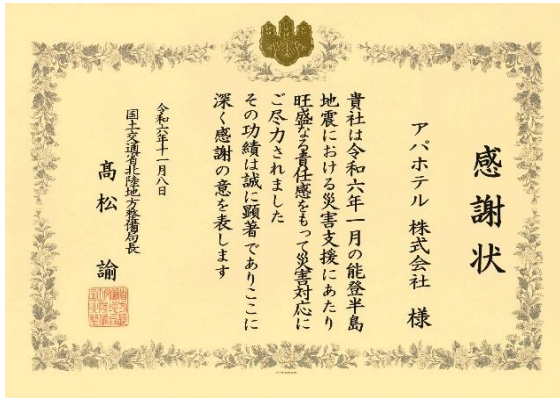 感謝状
アパホテル 株式会社 様
貴社は令和六年一月の能登半島
地震における災害支援にあたり
旺盛なる責任感をもって災害対応に
ご尽力されました
その功績は誠に顕著でありここに
深く感謝の意を表します
令和六年十一月八日
国土交通省北陸地方整備局長
髙松 諭